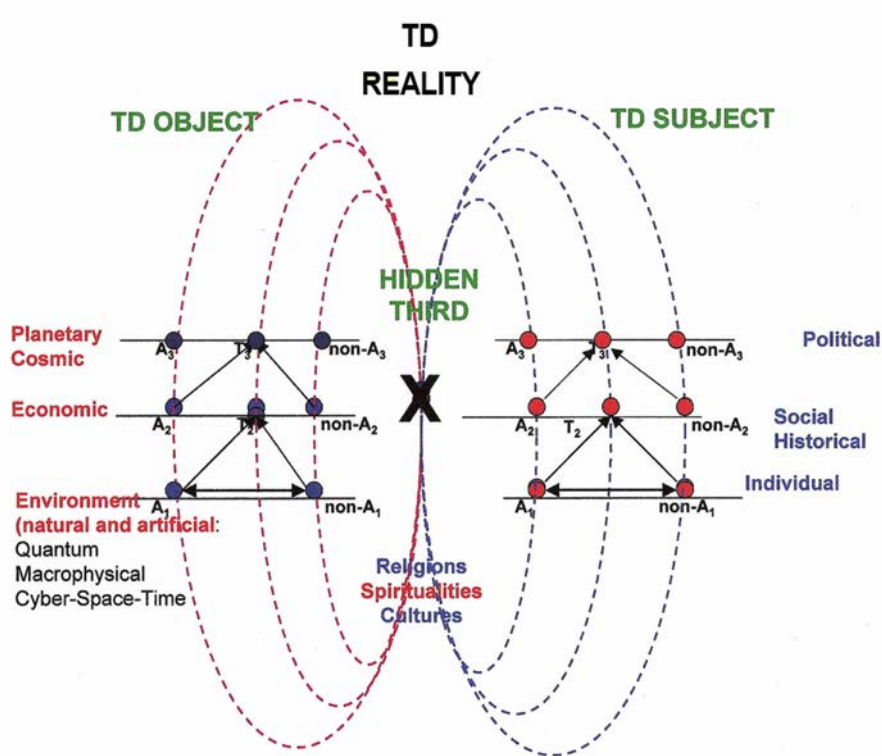 TD
REALITY
TD OBJECT
TD SUBJECT
HIDDEN
THIRD
Planetary
Cosmic
A3
T3
non-A3
A3
T3
non-A3
Political
X
Economic
A2
T2
non-A2
A2
T2
non-A2
Social
Historical
Individual
Environment
(natural and artificial:
Quantum
Macrophysical
Cyber-Space-Time
A1
non-A1
A1
non-A1
Religions
Spiritualities
Cultures